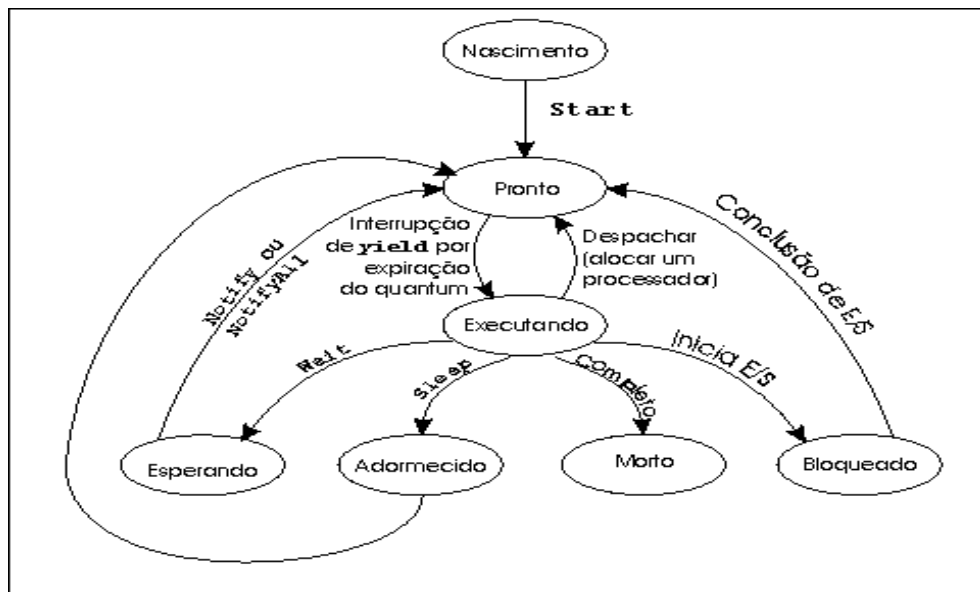 Nascimento
Start
Pronto
Interrupção
de yield por
expiração
do quantum
Despachar
(alocar um
processador)
Notify ou
NotifyAll
Conclusão de E/S
Executando
Wait
Sleep
Completo
Inicia E/S
Esperando
Adormecido
Morto
Bloqueado